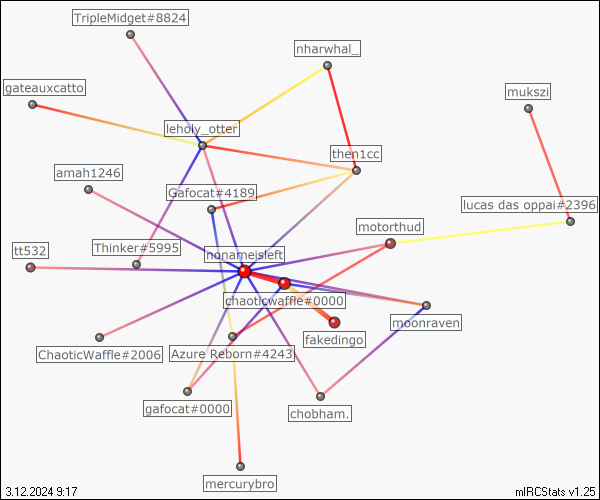 TripleMidget#8824
nharwhal_
gateauxcatto
mukszi
leholy_otter
then1cc
amah1246
Gafocat#4189
lucas das oppai#2396
motorthud
tt532
Thinker#5995
nonameisleft
chaoticwaffle#0000
moonraven
fakedingo
ChaoticWaffle#2006
Azure Reborn#4243
gafocat#0000
chobham.
mercurybro
3.12.2024 9:17
mIRCStats v1.25